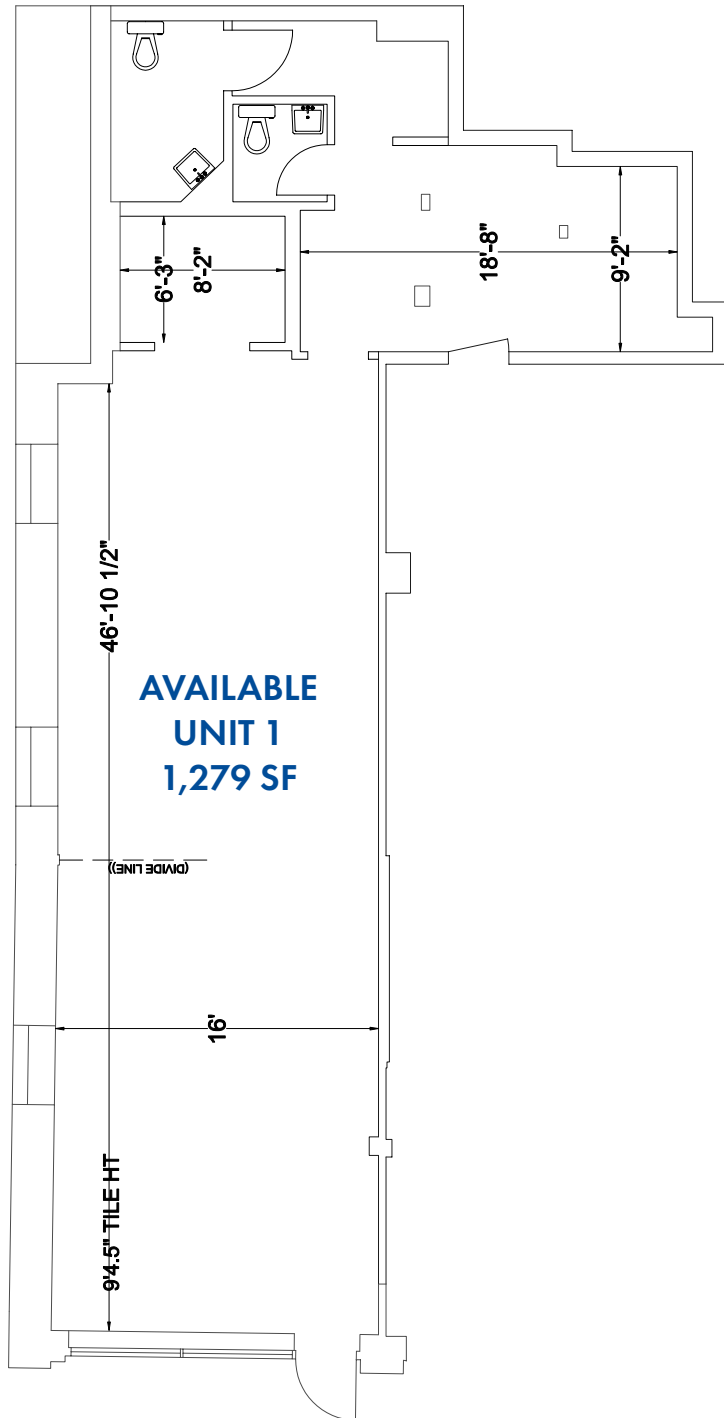 6'-3"
8'-2"
18'-8"
9'-2"
46'-10 1/2"
AVAILABLE
UNIT 1
1,279 SF
(DIVIDE LINE))
16'
9'4.5" TILE HT